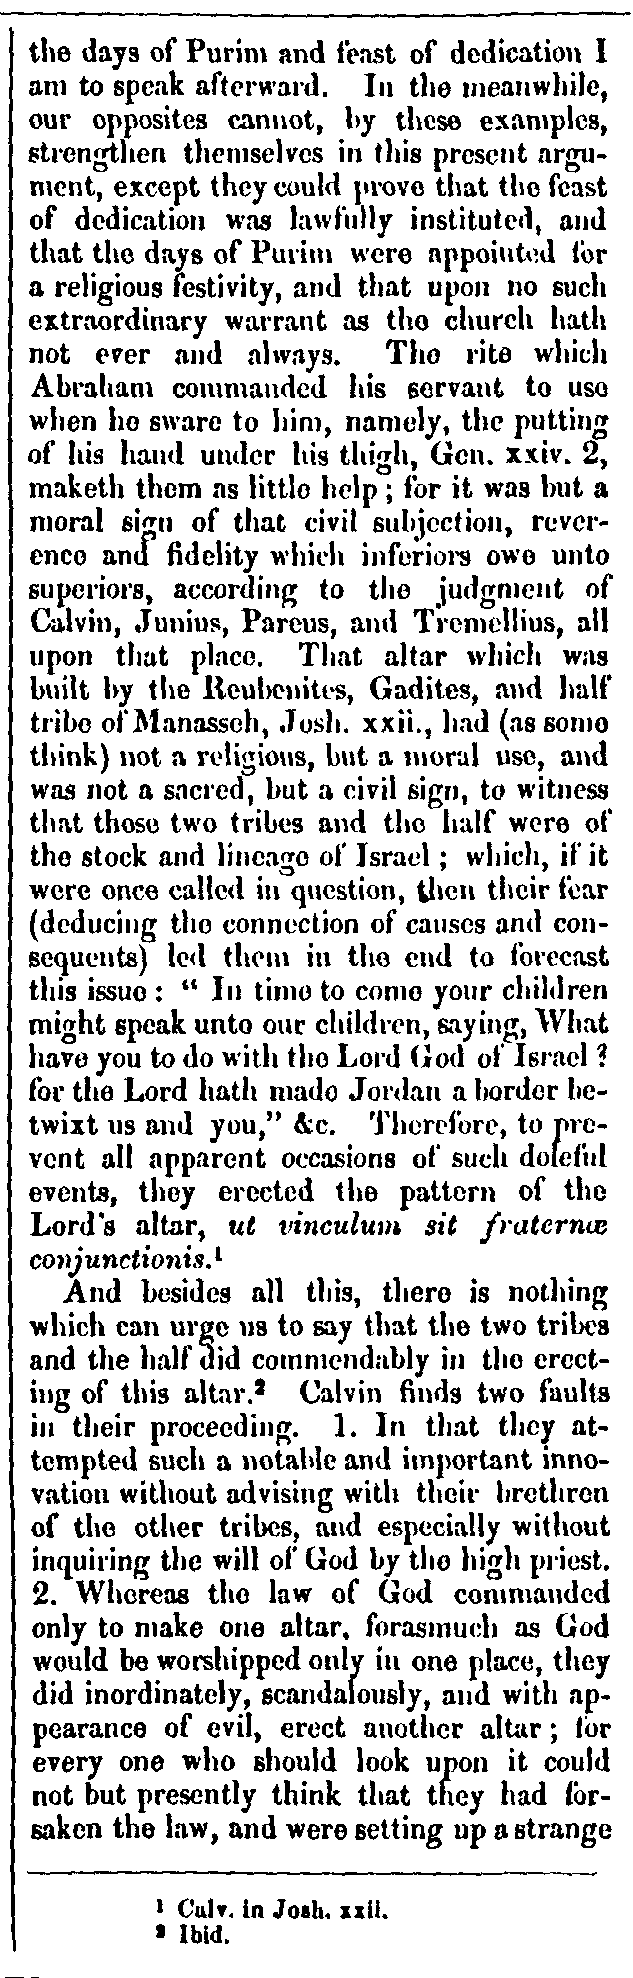 the days of Purim and feast of dedication I
am to speak afterward. In the meanwhile,
our opposites cannot, by these examples,
strengthen themselves in this present argu-
ment, except they could prove that the feast
of dedication was lawfully instituted, and
that the days of Purim were appointed for
a religious festivity, and that upon no such
extraordinary warrant as the church hath
not ever and always. The rite which
Abraham commanded his servant to use
when he sware to him, namely, the putting
of his hand under his thigh, Gen. xxiv. 2,
maketh them as little help; for it was but a
moral sign of that civil subjection, rever-
ence and fidelity which inferiors owe unto
superiors, according to the judgment of
Calvin, Junius, Pareus, and Tremellius, all
upon that place. That altar which was
built by the Reubenites, Gadites, and half
tribe of Manasseh, Josh. xxii., had (as some
think) not a religious, but a moral use, and
was not a sacred, but a civil sign, to witness
that those two tribes and the half were of
the stock and lineage of Israel; which, if it
were once called in question, then their fear
(deducing the connection of causes and con-
sequents) led them in the end to forecast
this issue: " In time to come your children
might speak unto our children, saying, What
have you to do with the Lord God of Israel?
for the Lord hath made Jordan a border be-
twixt us and you," &c. Therefore, to pre-
vent all apparent occasions of such doleful
events, they erected the pattern of the
Lord's altar, ut vinculum sit fraternæ
conjunctionis.¹
And besides all this, there is nothing
which can urge us to say that the two tribes
and the half did commendably in the erect-
ing of this altar.² Calvin finds two faults
in their proceeding. 1. In that they at-
tempted such a notable and important inno-
vation without advising with their brethren
of the other tribes, and especially without
inquiring the will of God by the high priest.
2. Whereas the law of God commanded
only to make one altar, forasmuch as God
would be worshipped only in one place, they
did inordinately, scandalously, and with ap-
pearance of evil, erect another altar; for
every one who should look upon it could
not but presently think that they had for-
saken the law, and were setting up a strange
¹ Calv. in Josh. xxii.
² Ibid.